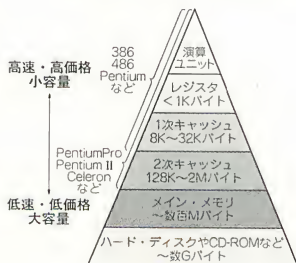 386
486
Pentium
など
高速・高価格
小容量
PentiumPro
Pentium II
Celeron
など
低速・低価格
大容量
演算
ユニット
レジスタ
<1Kバイト
1次キャッシュ
8K~32Kバイト
2次キャッシュ
128K~2Mバイト
メイン・メモリ
~数百Mバイト
ハード・ディスクやCD-ROMなど
~数Gバイト